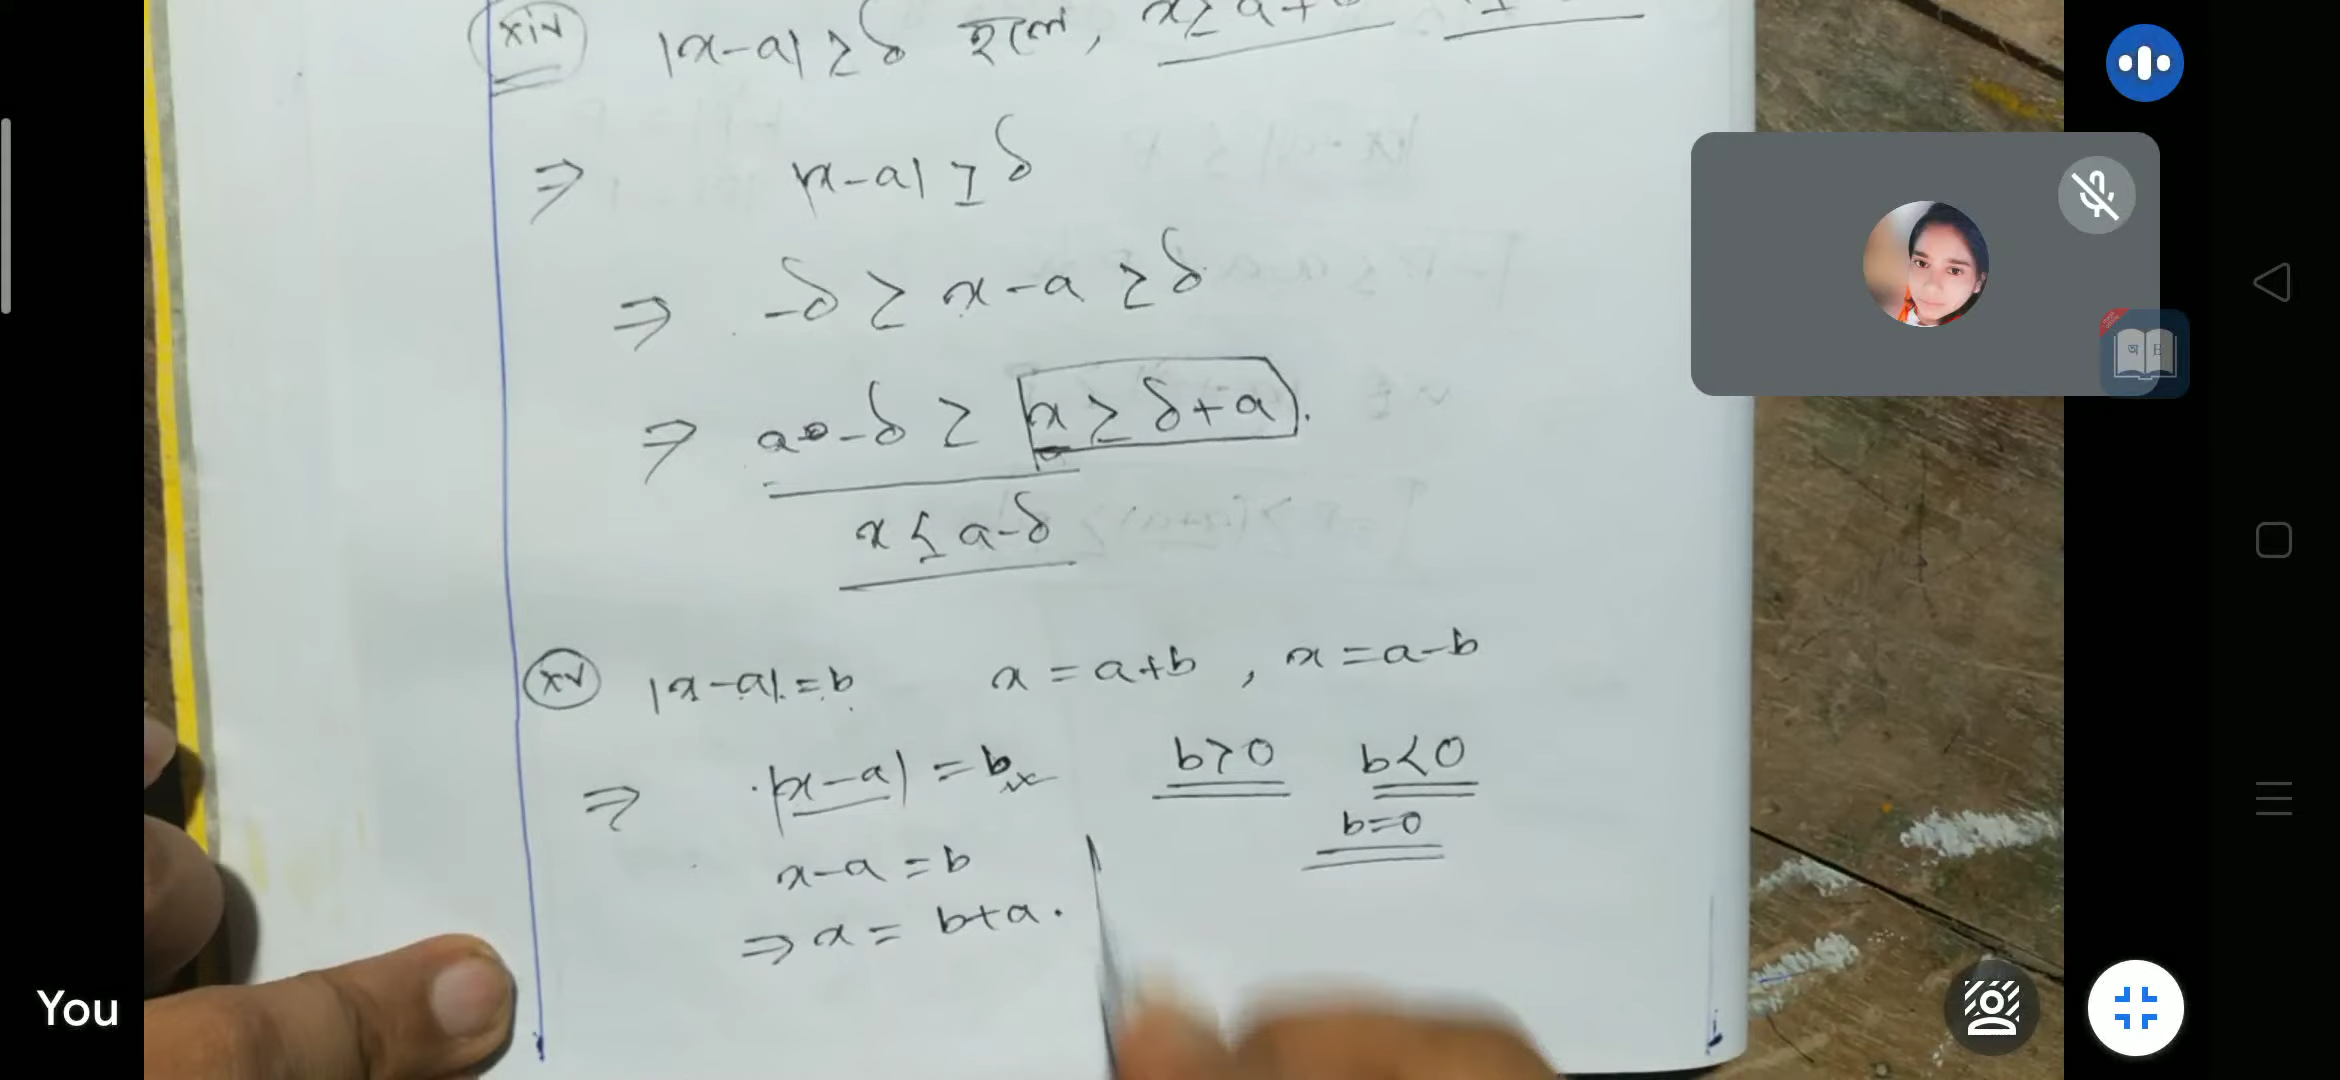 xiv |x-a| ≥ δ হলে, x ≥ a+
⇒ |x-a| ≥ δ
⇒ -δ ≥ x-a ≥ δ
⇒ a-δ ≥ x ≥ δ+a
x ≤ a-δ
xv |x-a| = b x = a+b , x = a-b
⇒ |x-a| = b b>0 b<0
b=0
x-a = b
⇒ x = b+a.
You